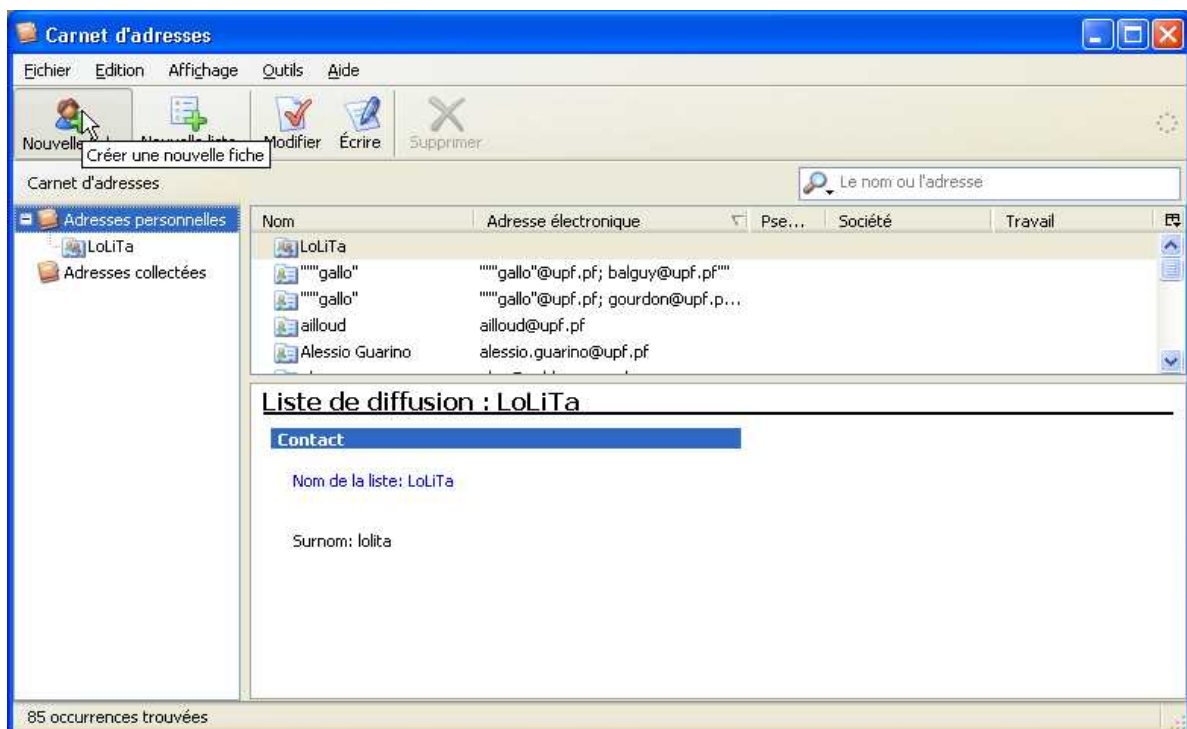 Carnet d'adresses
Fichier Edition Affichage Outils Aide
Nouvelle Modifier Écrire Supprimer
Créer une nouvelle fiche
Carnet d'adresses Le nom ou l'adresse
Adresses personnelles
LoLiTa
Adresses collectées
Nom Adresse électronique Pse... Société Travail
LoLiTa
"""gallo" """gallo"@upf.pf; balguy@upf.pf""
"""gallo" """gallo"@upf.pf; gourdon@upf.p...
ailloud ailloud@upf.pf
Alessio Guarino alessio.guarino@upf.pf
Liste de diffusion : LoLiTa
Contact
Nom de la liste: LoLiTa
Surnom: lolita
85 occurrences trouvées